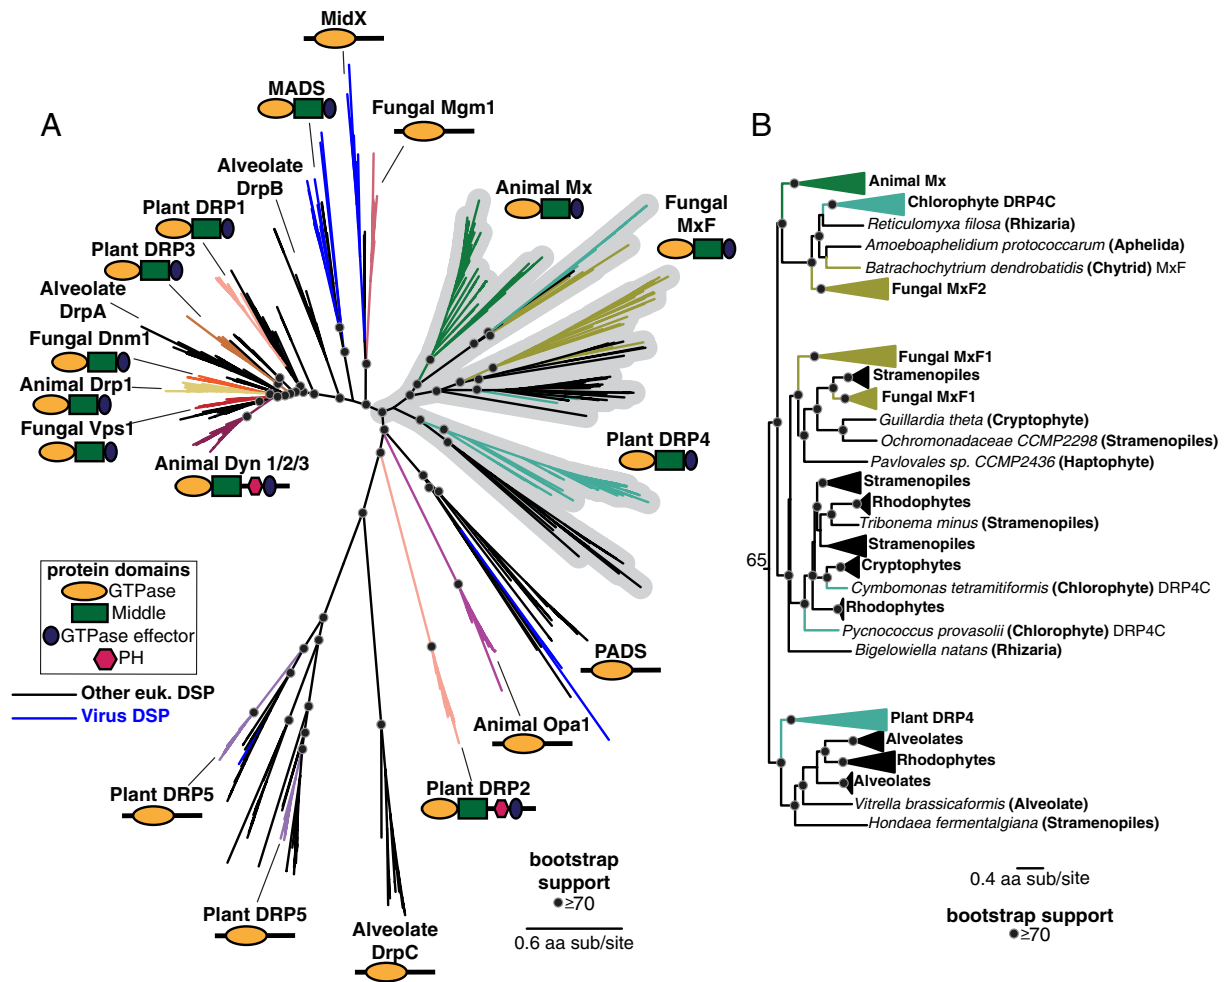 A
MidX
MADS
Fungal Mgm1
Alveolate
DrpB
Plant DRP1
Plant DRP3
Alveolate
DrpA
Fungal Dnm1
Animal Drp1
Fungal Vps1
Animal Dyn 1/2/3
Animal Mx
Fungal
MxF
Plant DRP4
PADS
Animal Opa1
Plant DRP2
Plant DRP5
Plant DRP5
Alveolate
DrpC
protein domains
GTPase
Middle
GTPase effector
PH
Other euk. DSP
Virus DSP
bootstrap
support
≥70
0.6 aa sub/site
B
Animal Mx
Chlorophyte DRP4C
Reticulomyxa filosa (Rhizaria)
Amoeboaphelidium protococcarum (Aphelida)
Batrachochytrium dendrobatidis (Chytrid) MxF
Fungal MxF2
Fungal MxF1
Stramenopiles
Fungal MxF1
Guillardia theta (Cryptophyte)
Ochromonadaceae CCMP2298 (Stramenopiles)
Pavlovales sp. CCMP2436 (Haptophyte)
Stramenopiles
Rhodophytes
Tribonema minus (Stramenopiles)
Stramenopiles
65
Cryptophytes
Cymbomonas tetramitiformis (Chlorophyte) DRP4C
Rhodophytes
Pycnococcus provasolii (Chlorophyte) DRP4C
Bigelowiella natans (Rhizaria)
Plant DRP4
Alveolates
Rhodophytes
Alveolates
Vitrella brassicaformis (Alveolate)
Hondaea fermentalgiana (Stramenopiles)
0.4 aa sub/site
bootstrap support
≥70